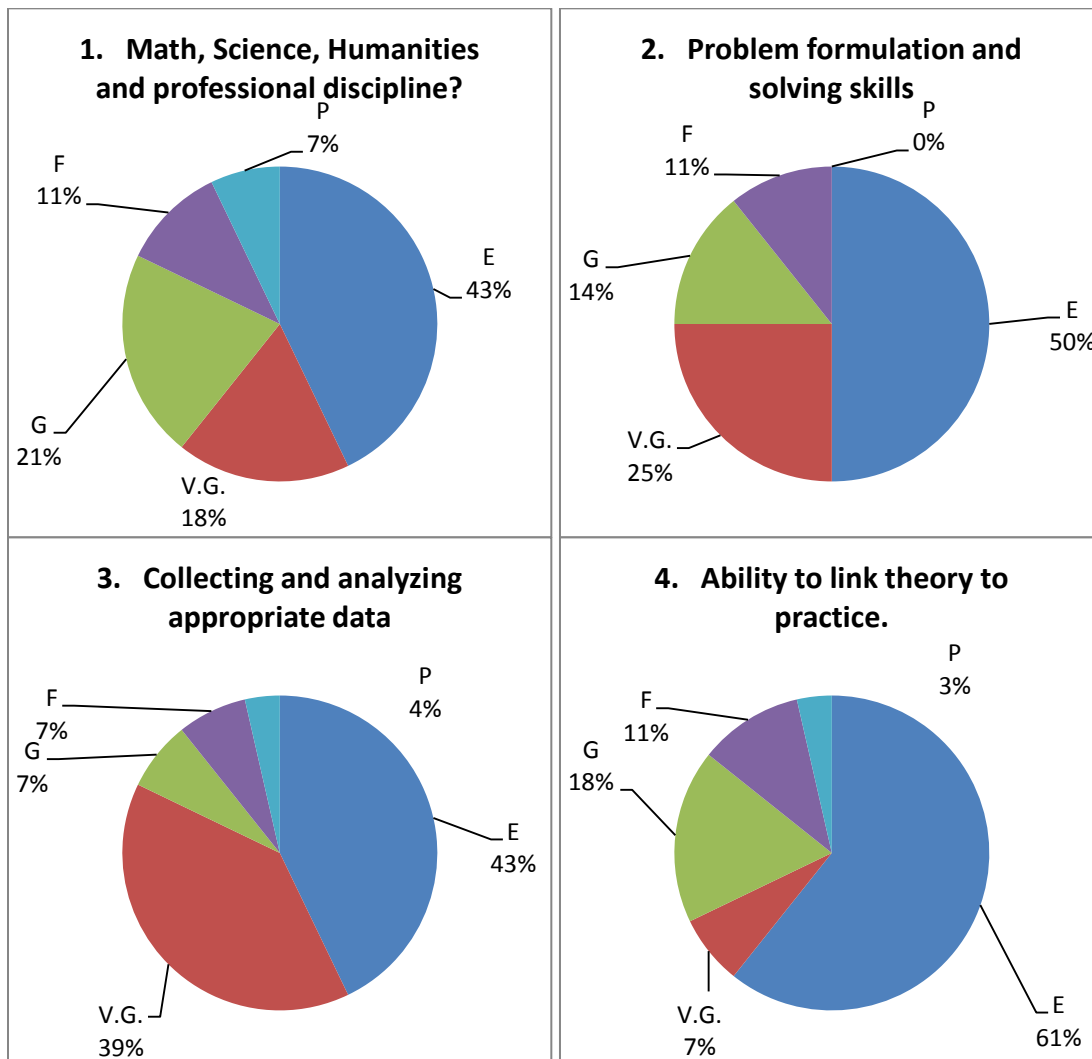 1. Math, Science, Humanities
and professional discipline?
P
7%
F
11%
E
43%
G
21%
V.G.
18%
2. Problem formulation and
solving skills
P
0%
F
11%
G
14%
E
50%
V.G.
25%
3. Collecting and analyzing
appropriate data
P
4%
F
7%
G
7%
E
43%
V.G.
39%
4. Ability to link theory to
practice.
P
3%
F
11%
G
18%
V.G.
7%
E
61%